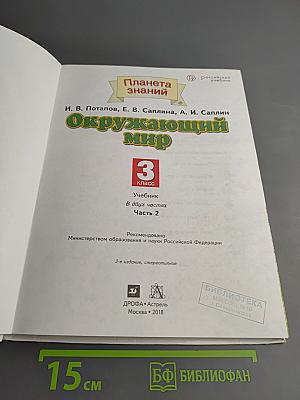 Планета
знаний
российский
учебник
И. В. Потапов, Е. В. Саплина, А. И. Саплин
Окружающий
мир
3
класс
Учебник
В двух частях
Часть 2
Рекомендовано
Министерством образования и науки Российской Федерации
3-е издание, стереотипное
БИБЛИОТЕКА
ДРОФА • Астрель
Москва • 2018
15 см
БФ БИБЛИОФАН